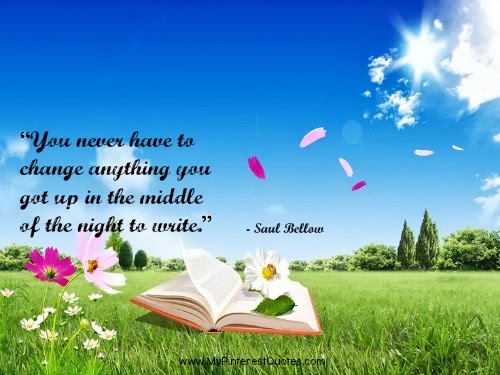 “You never have to
change anything you
got up in the middle
of the night to write.”
- Saul Bellow
www.MyPinterestQuotes.com